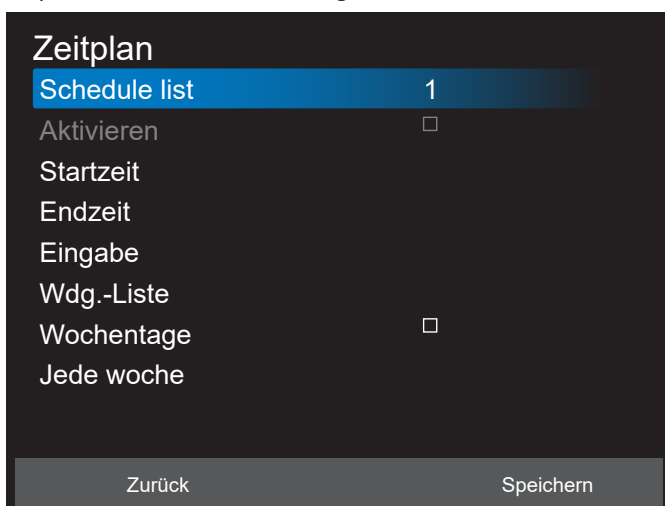 Zeitplan
Schedule list 1
Aktivieren
Startzeit
Endzeit
Eingabe
Wdg.-Liste
Wochentage
Jede woche
Zurück Speichern